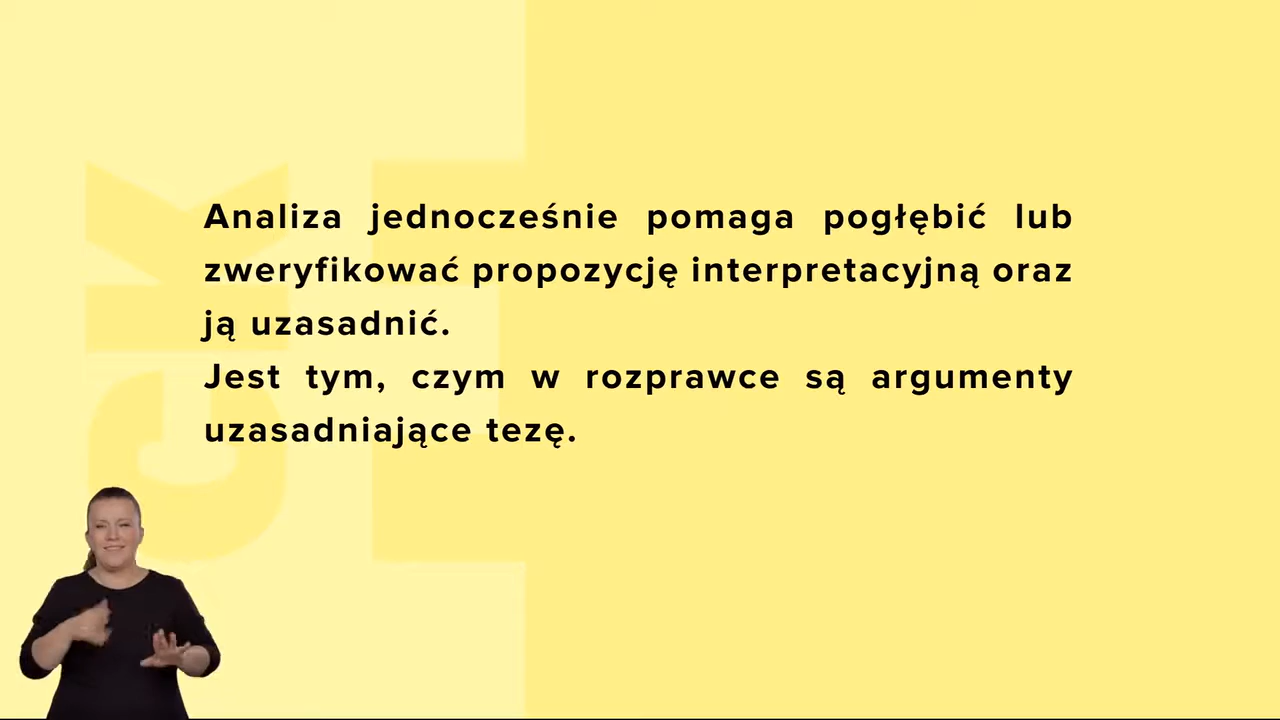 Analiza jednocześnie pomaga pogłębić lub
zweryfikować propozycję interpretacyjną oraz
ją uzasadnić.
Jest tym, czym w rozprawce są argumenty
uzasadniające tezę.